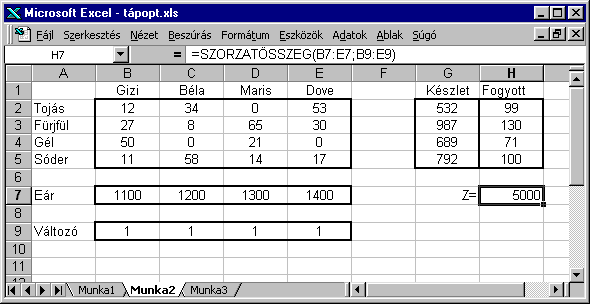 Microsoft Excel - tápopt.xls
Fájl Szerkesztés Nézet Beszúrás Formátum Eszközök Adatok Ablak Súgó
H7 = =SZORZATÖSSZEG(B7:E7;B9:E9)
A B C D E F G H
1 Gizi Béla Maris Dove Készlet Fogyott
2 Tojás 12 34 0 53 532 99
3 Fürjfül 27 8 65 30 987 130
4 Gél 50 0 21 0 689 71
5 Sóder 11 58 14 17 792 100
6
7 Eár 1100 1200 1300 1400 Z= 5000
8
9 Változó 1 1 1 1
10
11
12
Munka1 Munka2 Munka3